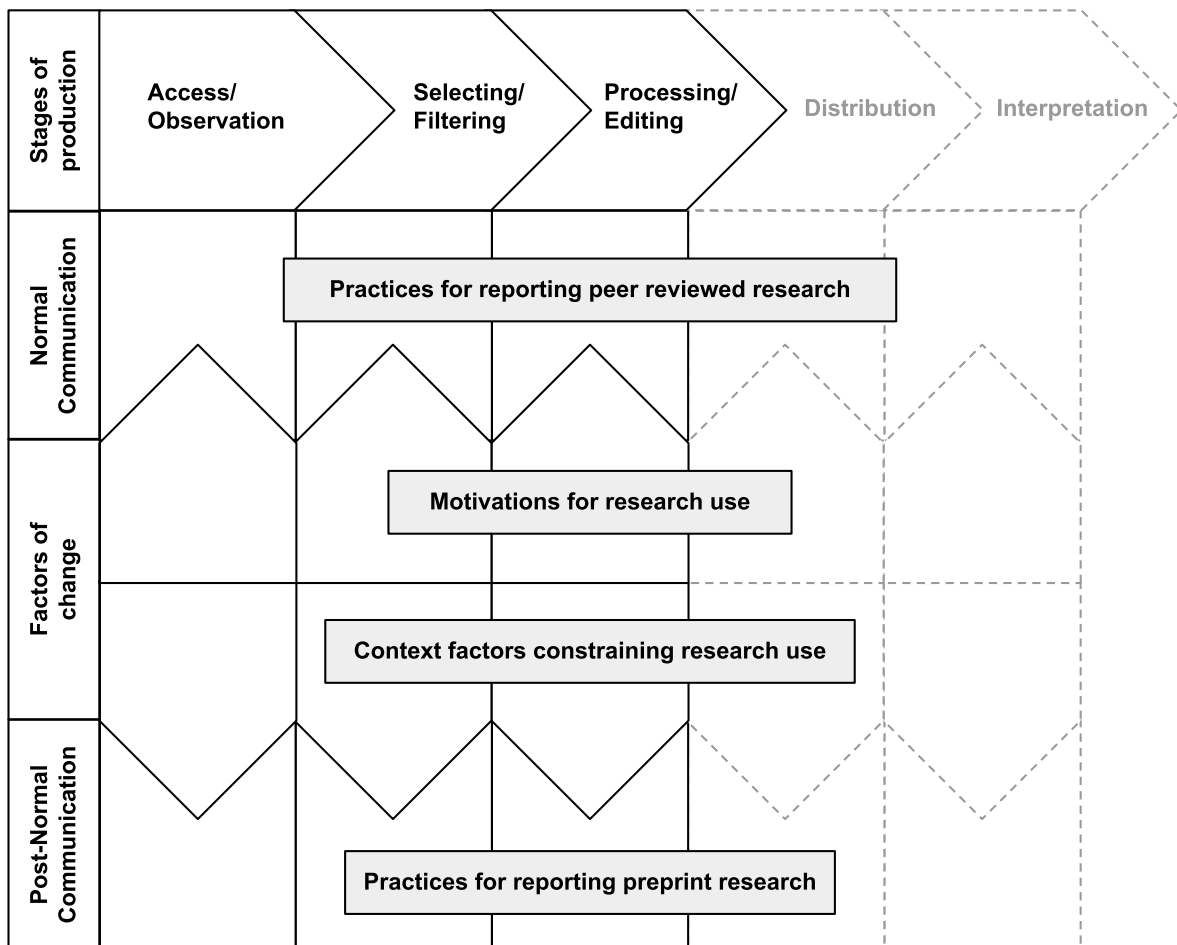 Stages of
production
Access/
Observation
Selecting/
Filtering
Processing/
Editing
Distribution
Interpretation
Normal
Communication
Practices for reporting peer reviewed research
Factors of
change
Motivations for research use
Context factors constraining research use
Post-Normal
Communication
Practices for reporting preprint research